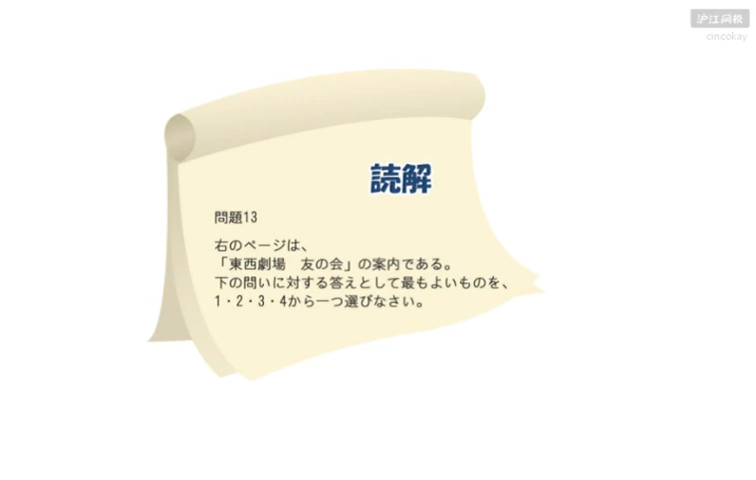 沪江网校
cincokay
読解
問題13
右のページは、
「東西劇場　友の会」の案内である。
下の問いに対する答えとして最もよいものを、
1・2・3・4から一つ選びなさい。